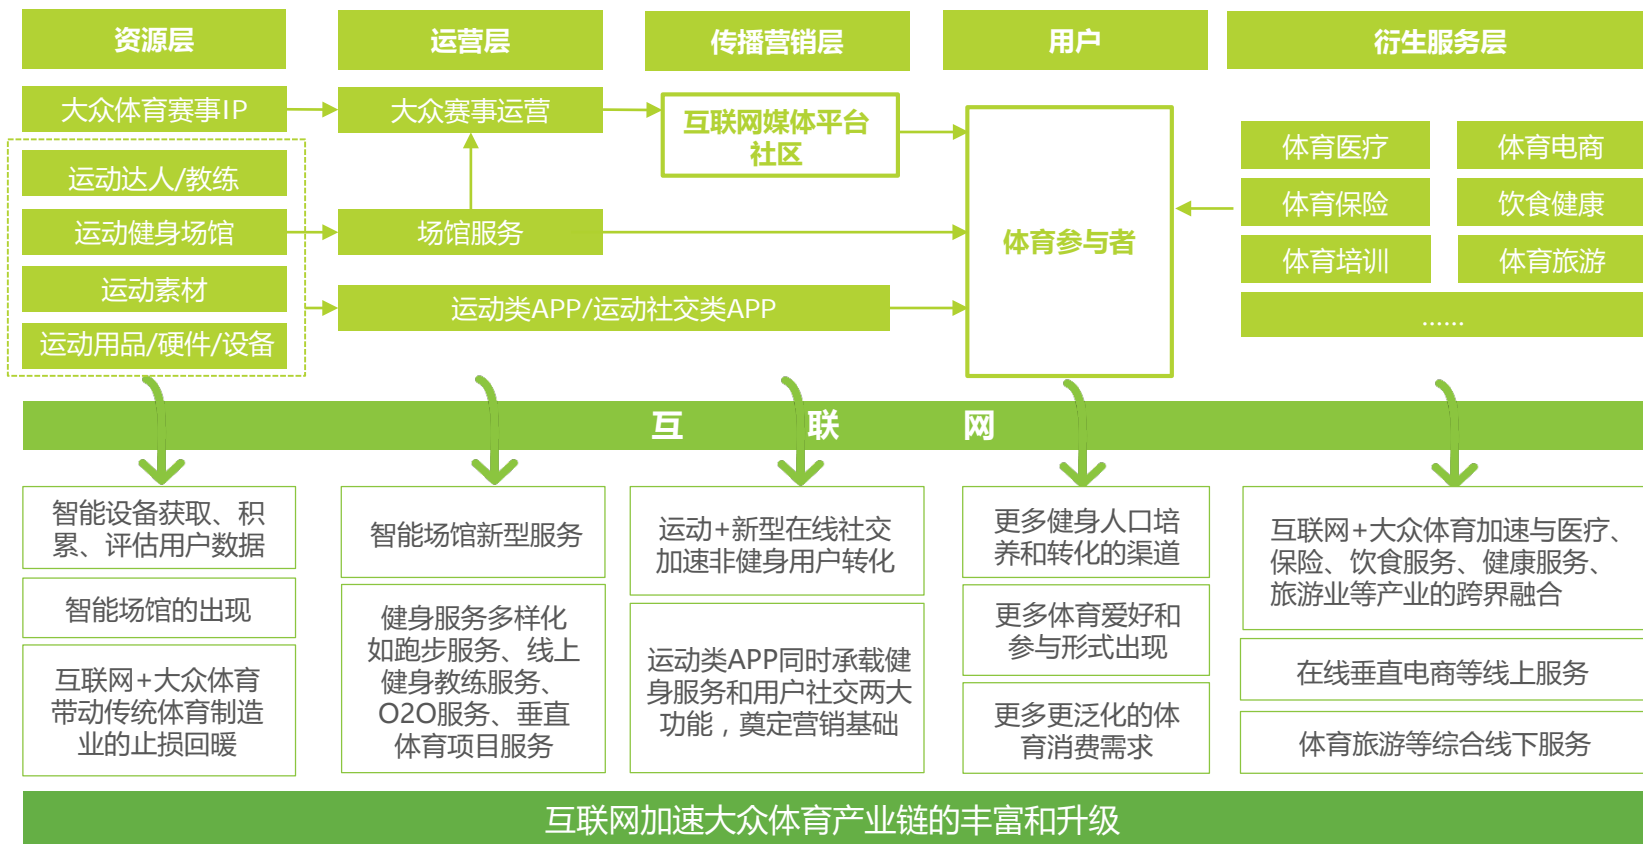 资源层
运营层
传播营销层
用户
衍生服务层
大众体育赛事IP
大众赛事运营
互联网媒体平台
社区
运动达人/教练
运动健身场馆
场馆服务
运动素材
运动类APP/运动社交类APP
运动用品/硬件/设备
体育参与者
体育医疗
体育电商
体育保险
饮食健康
体育培训
体育旅游
……
互联网
智能设备获取、积
累、评估用户数据
智能场馆的出现
互联网+大众体育
带动传统体育制造
业的止损回暖
智能场馆新型服务
健身服务多样化
如跑步服务、线上
健身教练服务、
O2O服务、垂直
体育项目服务
运动+新型在线社交
加速非健身用户转化
运动类APP同时承载健
身服务和用户社交两大
功能，奠定营销基础
更多健身人口培
养和转化的渠道
更多体育爱好和
参与形式出现
更多更泛化的体
育消费需求
互联网+大众体育加速与医疗、
保险、饮食服务、健康服务、
旅游业等产业的跨界融合
在线垂直电商等线上服务
体育旅游等综合线下服务
互联网加速大众体育产业链的丰富和升级